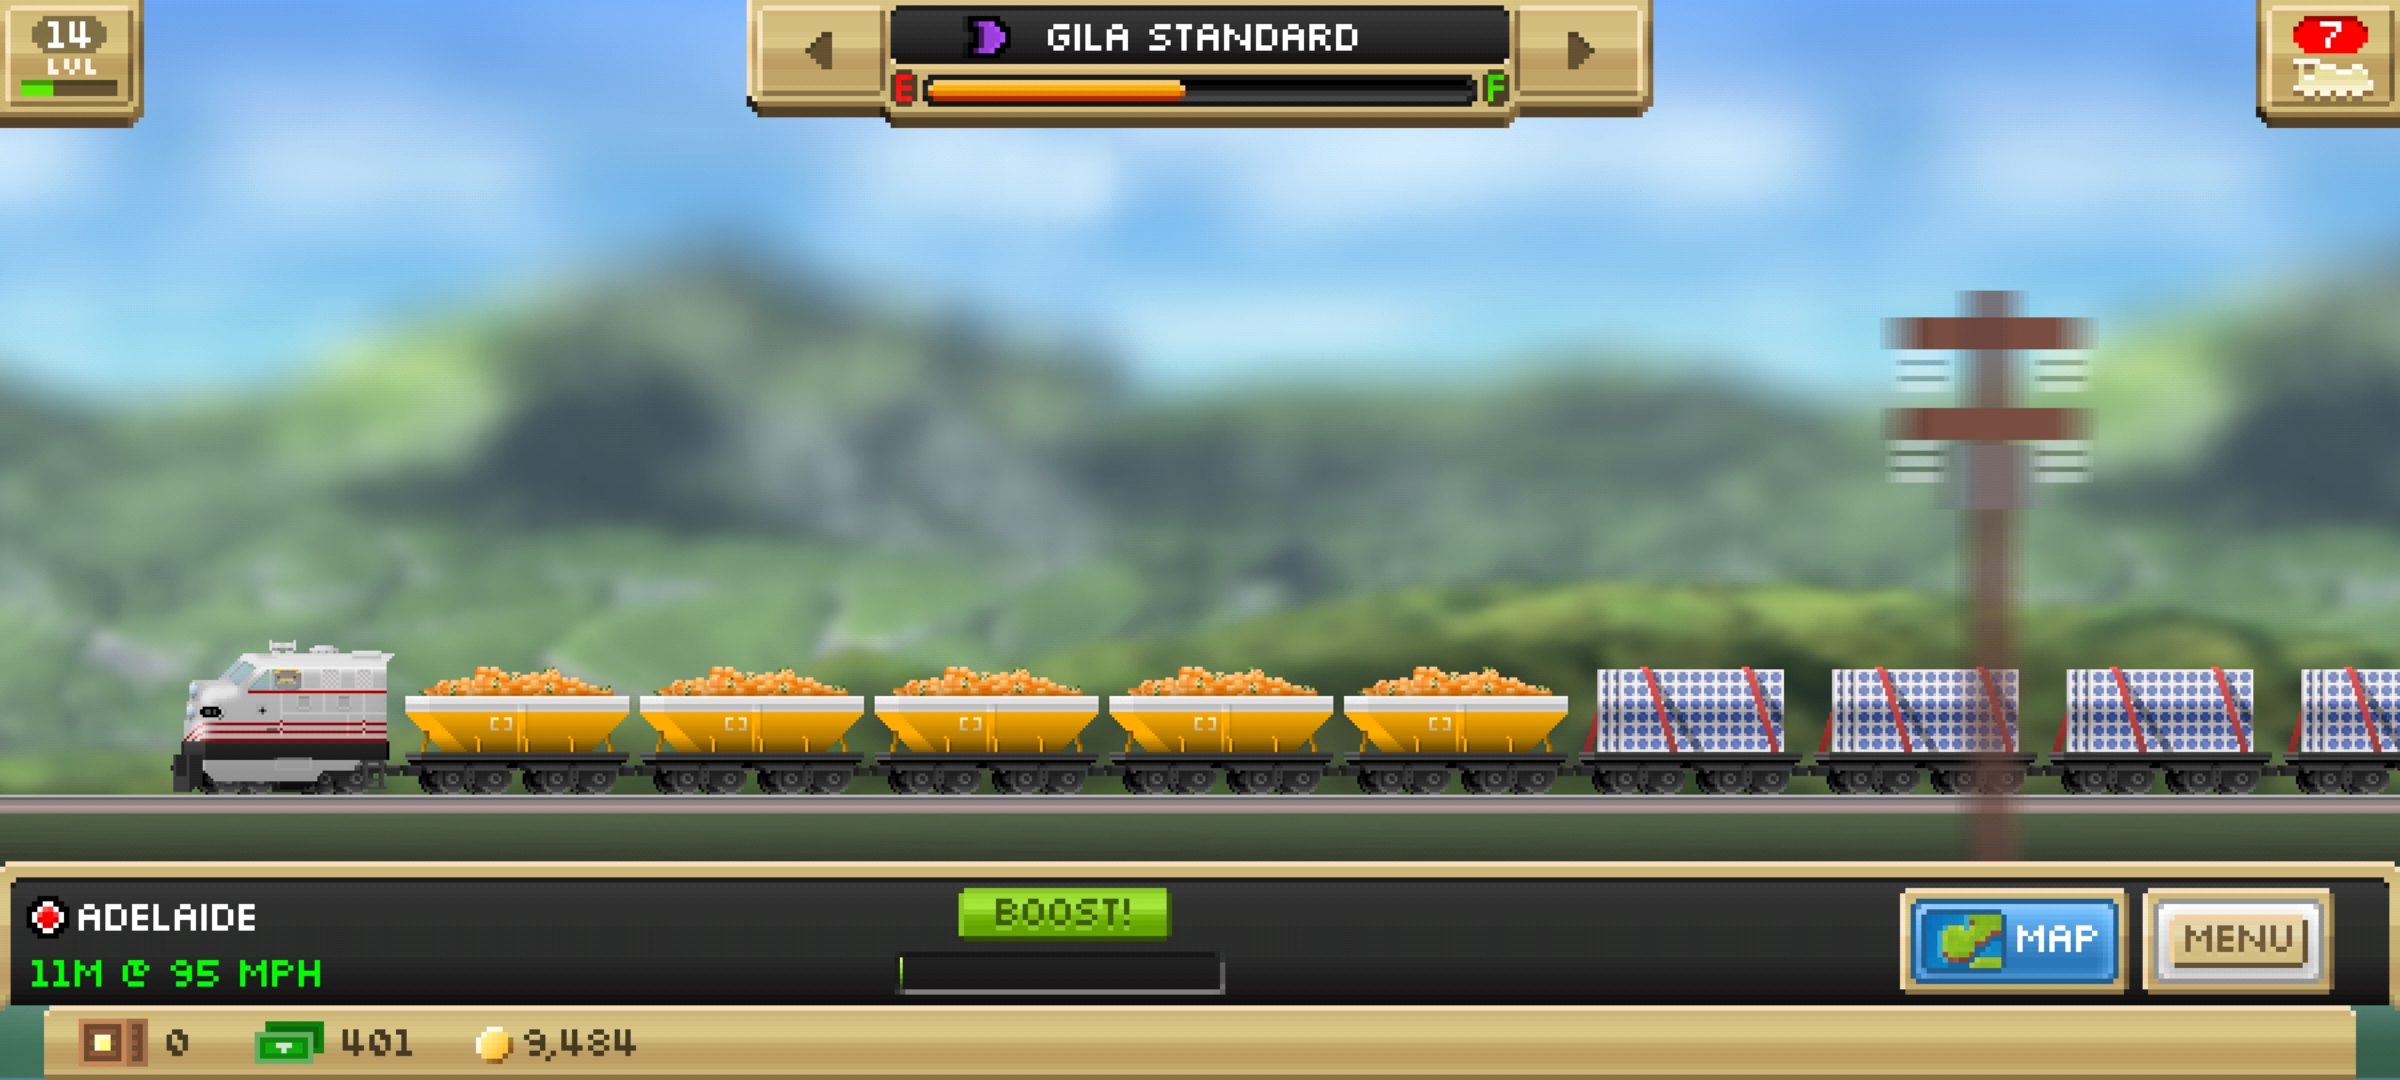 14
LVL
GILA STANDARD
E F
7
ADELAIDE
11M @ 95 MPH
BOOST!
MAP
MENU
0 401 9,484